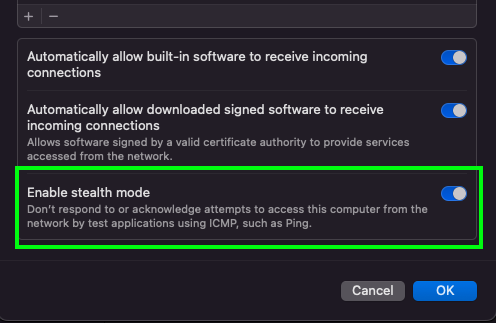 + −
Automatically allow built-in software to receive incoming
connections
Automatically allow downloaded signed software to receive
incoming connections
Allows software signed by a valid certificate authority to provide services
accessed from the network.
Enable stealth mode
Don’t respond to or acknowledge attempts to access this computer from the
network by test applications using ICMP, such as Ping.
Cancel OK